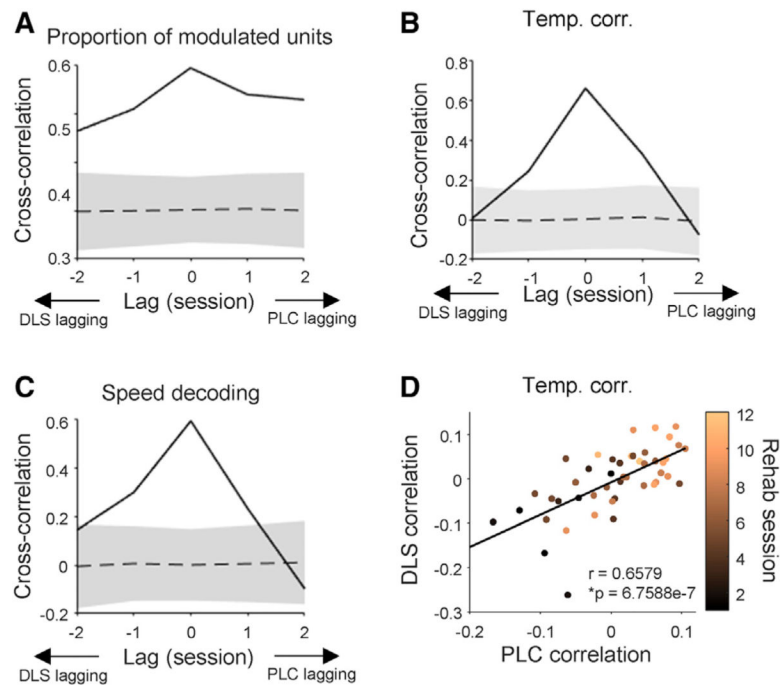 A
Proportion of modulated units
Cross-correlation
0.6
0.5
0.4
0.3
-2 -1 0 1 2
Lag (session)
DLS lagging
PLC lagging
B
Temp. corr.
Cross-correlation
0.8
0.6
0.4
0.2
0
-0.2
-2 -1 0 1 2
Lag (session)
DLS lagging
PLC lagging
C
Speed decoding
Cross-correlation
0.6
0.4
0.2
0
-0.2
-2 -1 0 1 2
Lag (session)
DLS lagging
PLC lagging
D
Temp. corr.
DLS correlation
0.1
0
-0.1
-0.2
-0.3
-0.2 -0.1 0 0.1
PLC correlation
r = 0.6579
*p = 6.7588e-7
12
10
8
6
4
2
Rehab session